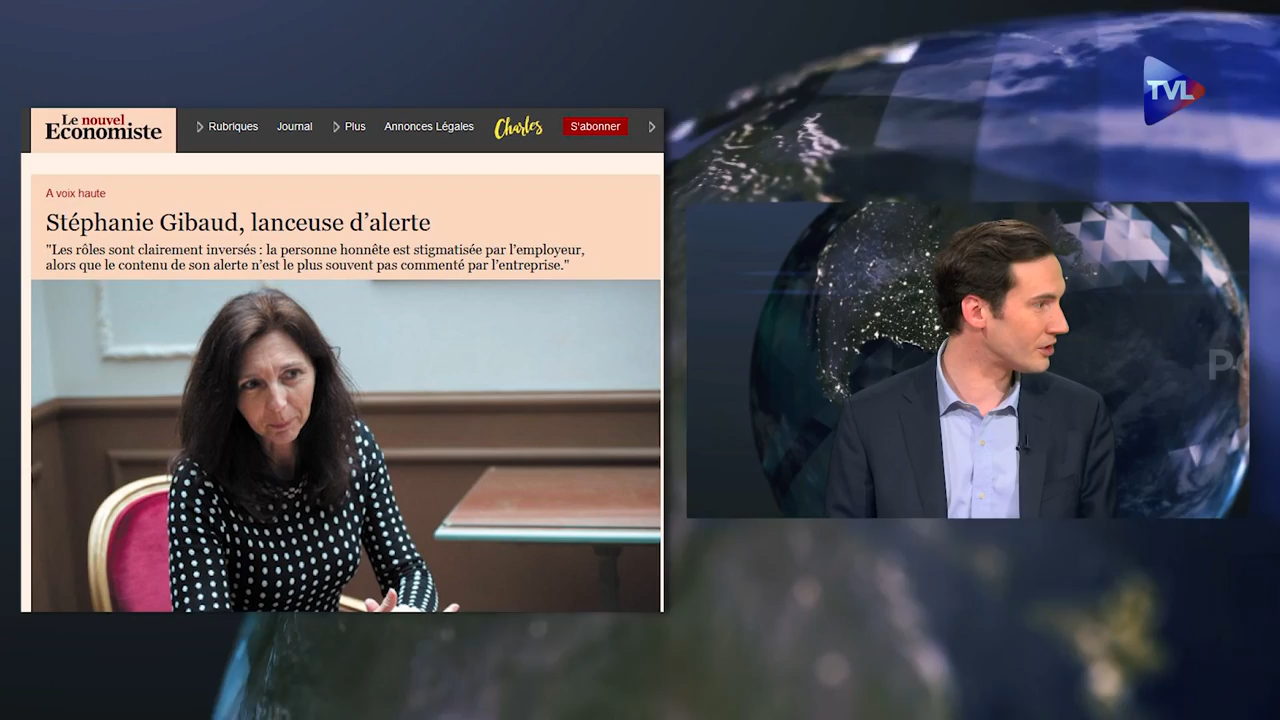 TVL
Le nouvel
Economiste
Rubriques Journal Plus Annonces Légales Charles S'abonner
A voix haute
Stéphanie Gibaud, lanceuse d’alerte
"Les rôles sont clairement inversés : la personne honnête est stigmatisée par l’employeur,
alors que le contenu de son alerte n’est le plus souvent pas commenté par l’entreprise."